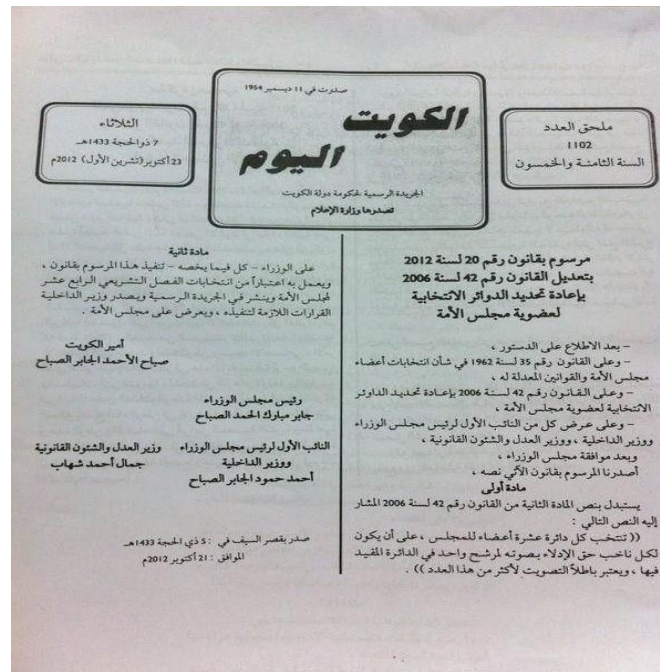 صدرت في 11 ديسمبر 1954
الكويت
اليوم
الجريدة الرسمية لحكومة دولة الكويت
تصدرها وزارة الإعلام
ملحق العدد
1102
السنة الثامنة والخمسون
الثلاثاء
7 ذو الحجة 1433هـ
23 أكتوبر (تشرين الأول) 2012م
مرسوم بقانون رقم 20 لسنة 2012
بتعديل القانون رقم 42 لسنة 2006
بإعادة تحديد الدوائر الانتخابية
لعضوية مجلس الأمة
– بعد الاطلاع على الدستور ،
– وعلى القانون رقم 35 لسنة 1962 في شأن انتخابات أعضاء
مجلس الأمة والقوانين المعدلة له ،
– وعلى القانون رقم 42 لسنة 2006 بإعادة تحديد الدوائر
الانتخابية لعضوية مجلس الأمة ،
– وعلى عرض كل من النائب الأول لرئيس مجلس الوزراء
ووزير الداخلية ، ووزير العدل والشئون القانونية ،
وبعد موافقة مجلس الوزراء ،
أصدرنا المرسوم بقانون الآتي نصه ،
مادة أولى
يستبدل بنص المادة الثانية من القانون رقم 42 لسنة 2006 المشار
إليه النص التالي :
(( تنتخب كل دائرة عشرة أعضاء للمجلس ، على أن يكون
لكل ناخب حق الإدلاء بصوته لمرشح واحد في الدائرة المقيد
فيها ، ويعتبر باطلاً التصويت لأكثر من هذا العدد )) .
مادة ثانية
على الوزراء – كل فيما يخصه – تنفيذ هذا المرسوم بقانون ،
ويعمل به اعتباراً من انتخابات الفصل التشريعي الرابع عشر
لمجلس الأمة وينشر في الجريدة الرسمية ويصدر وزير الداخلية
القرارات اللازمة لتنفيذه ، ويعرض على مجلس الأمة .
أمير الكويت
صباح الأحمد الجابر الصباح
رئيس مجلس الوزراء
جابر مبارك الحمد الصباح
النائب الأول لرئيس مجلس الوزراء
ووزير الداخلية
أحمد حمود الجابر الصباح
وزير العدل والشئون القانونية
جمال أحمد شهاب
صدر بقصر السيف في : 5 ذي الحجة 1433هـ
الموافق : 21 أكتوبر 2012م